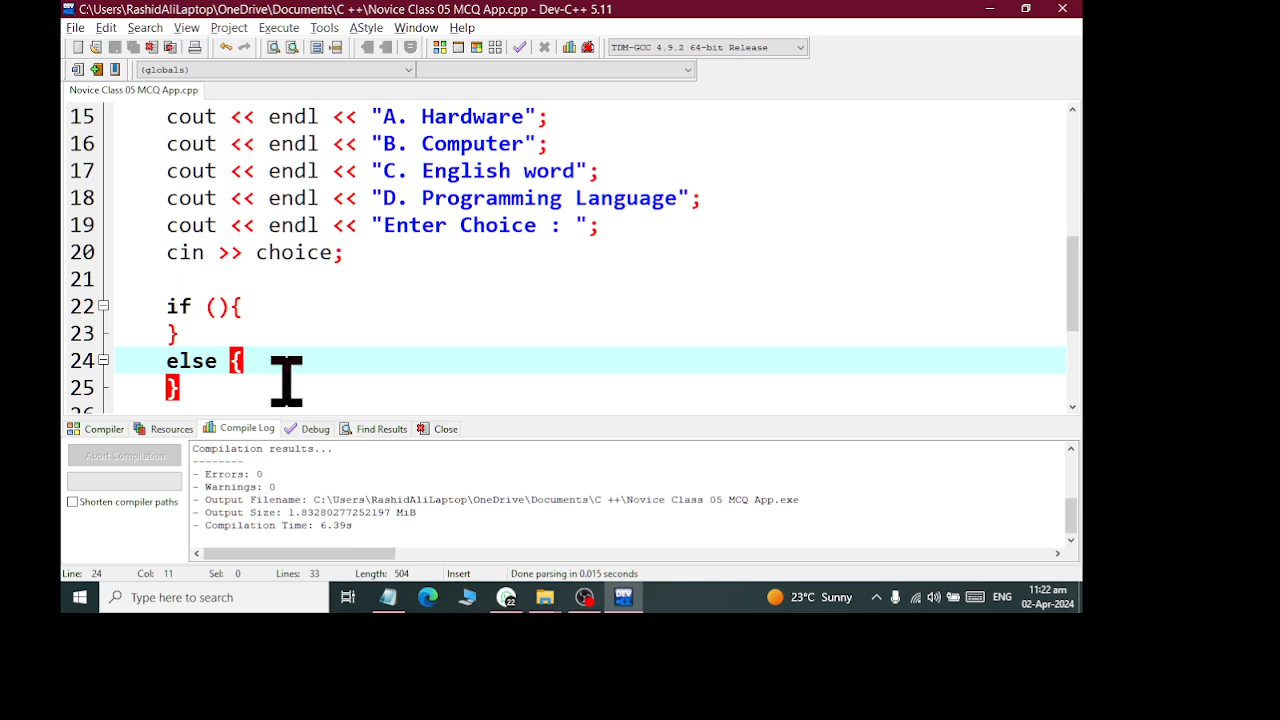 C:\Users\RashidAliLaptop\OneDrive\Documents\C ++\Novice Class 05 MCQ App.cpp - Dev-C++ 5.11
File Edit Search View Project Execute Tools AStyle Window Help
TDM-GCC 4.9.2 64-bit Release
(globals)
Novice Class 05 MCQ App.cpp
15 cout << endl << "A. Hardware";
16 cout << endl << "B. Computer";
17 cout << endl << "C. English word";
18 cout << endl << "D. Programming Language";
19 cout << endl << "Enter Choice : ";
20 cin >> choice;
21
22 if (){
23 }
24 else {
25 }
Compiler Resources Compile Log Debug Find Results Close
Abort Compilation
Shorten compiler paths
Compilation results...
--------
- Errors: 0
- Warnings: 0
- Output Filename: C:\Users\RashidAliLaptop\OneDrive\Documents\C ++\Novice Class 05 MCQ App.exe
- Output Size: 1.83280277252197 MiB
- Compilation Time: 6.39s
Line: 24 Col: 11 Sel: 0 Lines: 33 Length: 504 Insert Done parsing in 0.015 seconds
Type here to search
22
DEV
23°C Sunny
ENG
11:22 am
02-Apr-2024